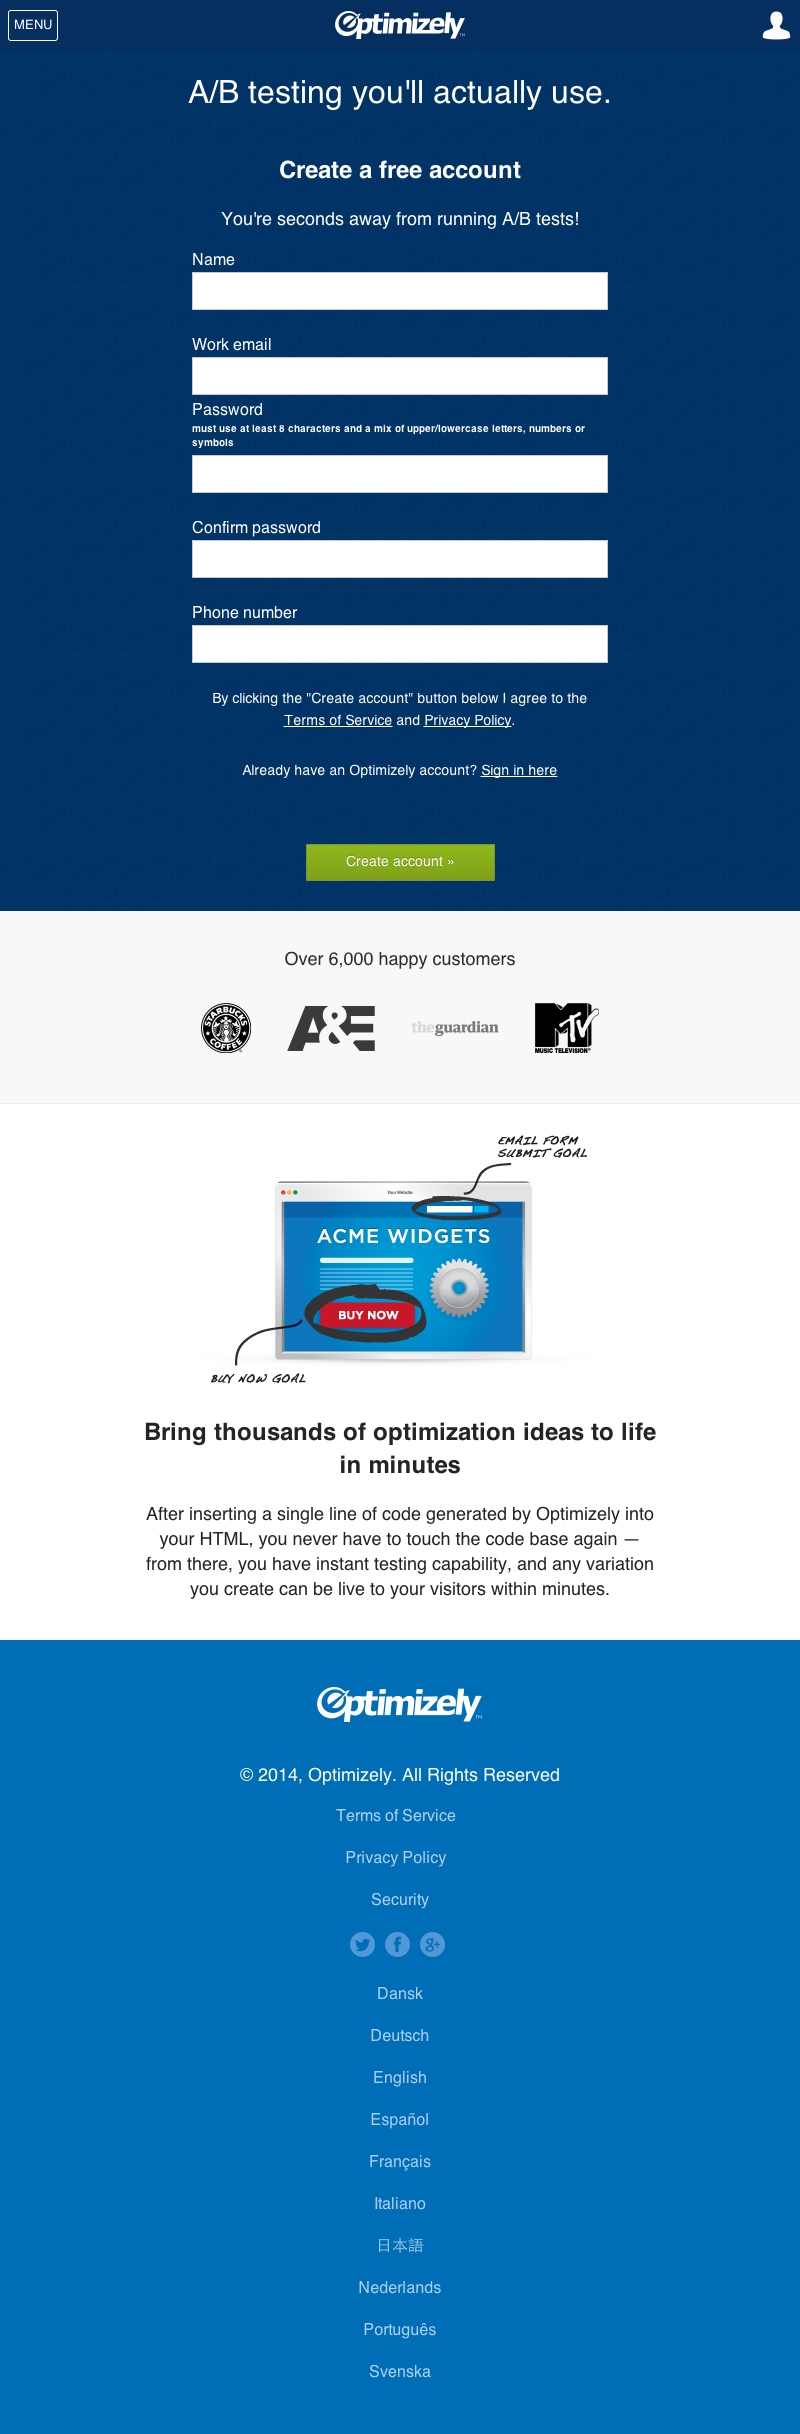 MENU
Optimizely™
A/B testing you'll actually use.
Create a free account
You're seconds away from running A/B tests!
Name
Work email
Password
must use at least 8 characters and a mix of upper/lowercase letters, numbers or
symbols
Confirm password
Phone number
By clicking the "Create account" button below I agree to the
Terms of Service and Privacy Policy.
Already have an Optimizely account? Sign in here
Create account »
Over 6,000 happy customers
STARBUCKS
COFFEE
A&E
theguardian
MTV
MUSIC TELEVISION®
EMAIL FORM
SUBMIT GOAL
Your Website
ACME WIDGETS
BUY NOW
BUY NOW GOAL
Bring thousands of optimization ideas to life
in minutes
After inserting a single line of code generated by Optimizely into
your HTML, you never have to touch the code base again —
from there, you have instant testing capability, and any variation
you create can be live to your visitors within minutes.
Optimizely™
© 2014, Optimizely. All Rights Reserved
Terms of Service
Privacy Policy
Security
Dansk
Deutsch
English
Español
Français
Italiano
日本語
Nederlands
Português
Svenska